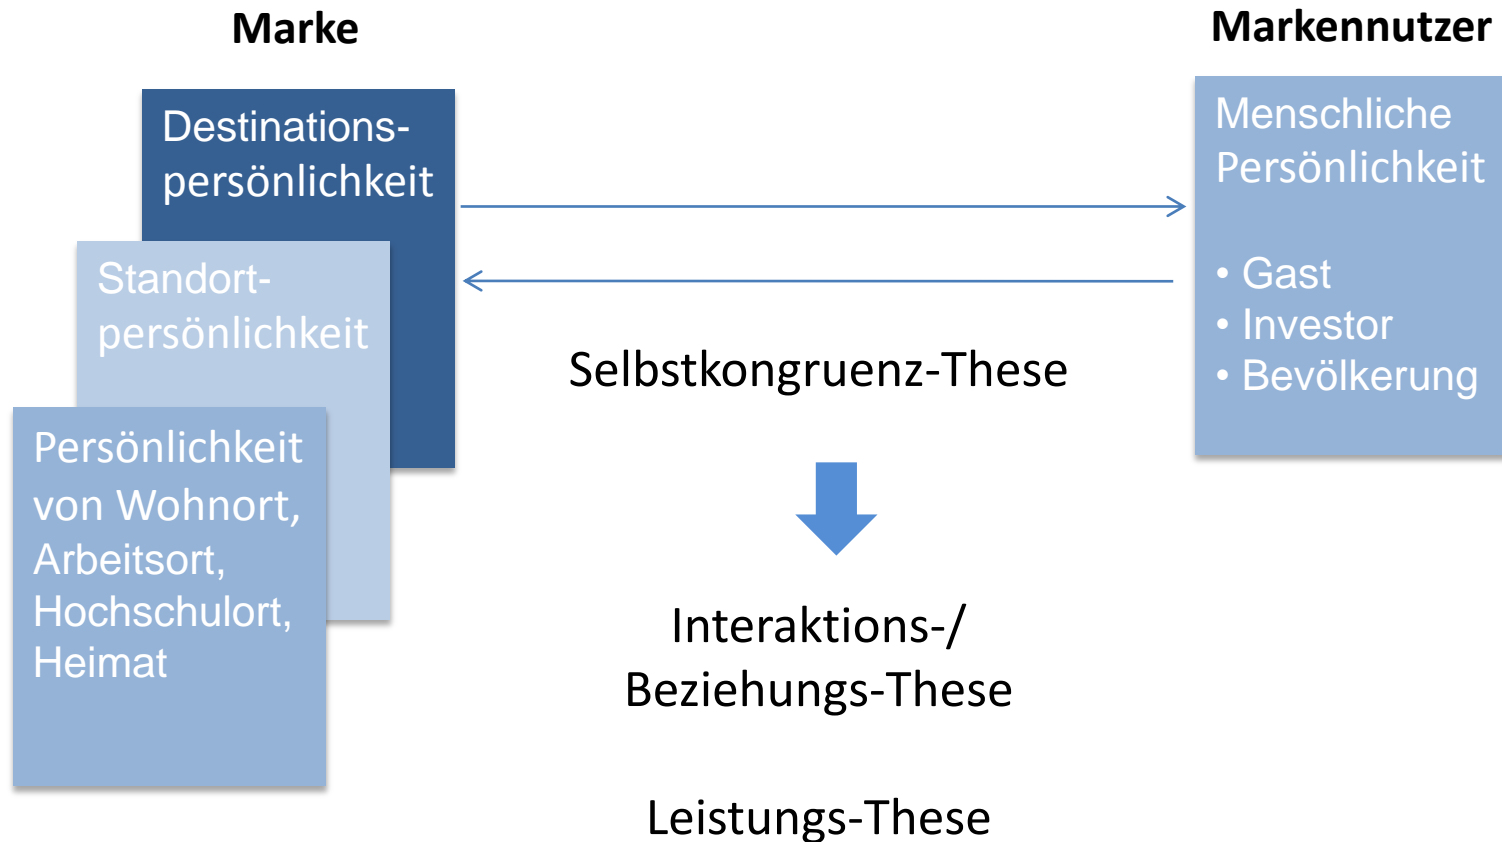 Marke
Markennutzer
Destinations-
persönlichkeit
Standort-
persönlichkeit
Persönlichkeit
von Wohnort,
Arbeitsort,
Hochschulort,
Heimat
Selbstkongruenz-These
Interaktions-/
Beziehungs-These
Leistungs-These
Menschliche
Persönlichkeit
• Gast
• Investor
• Bevölkerung